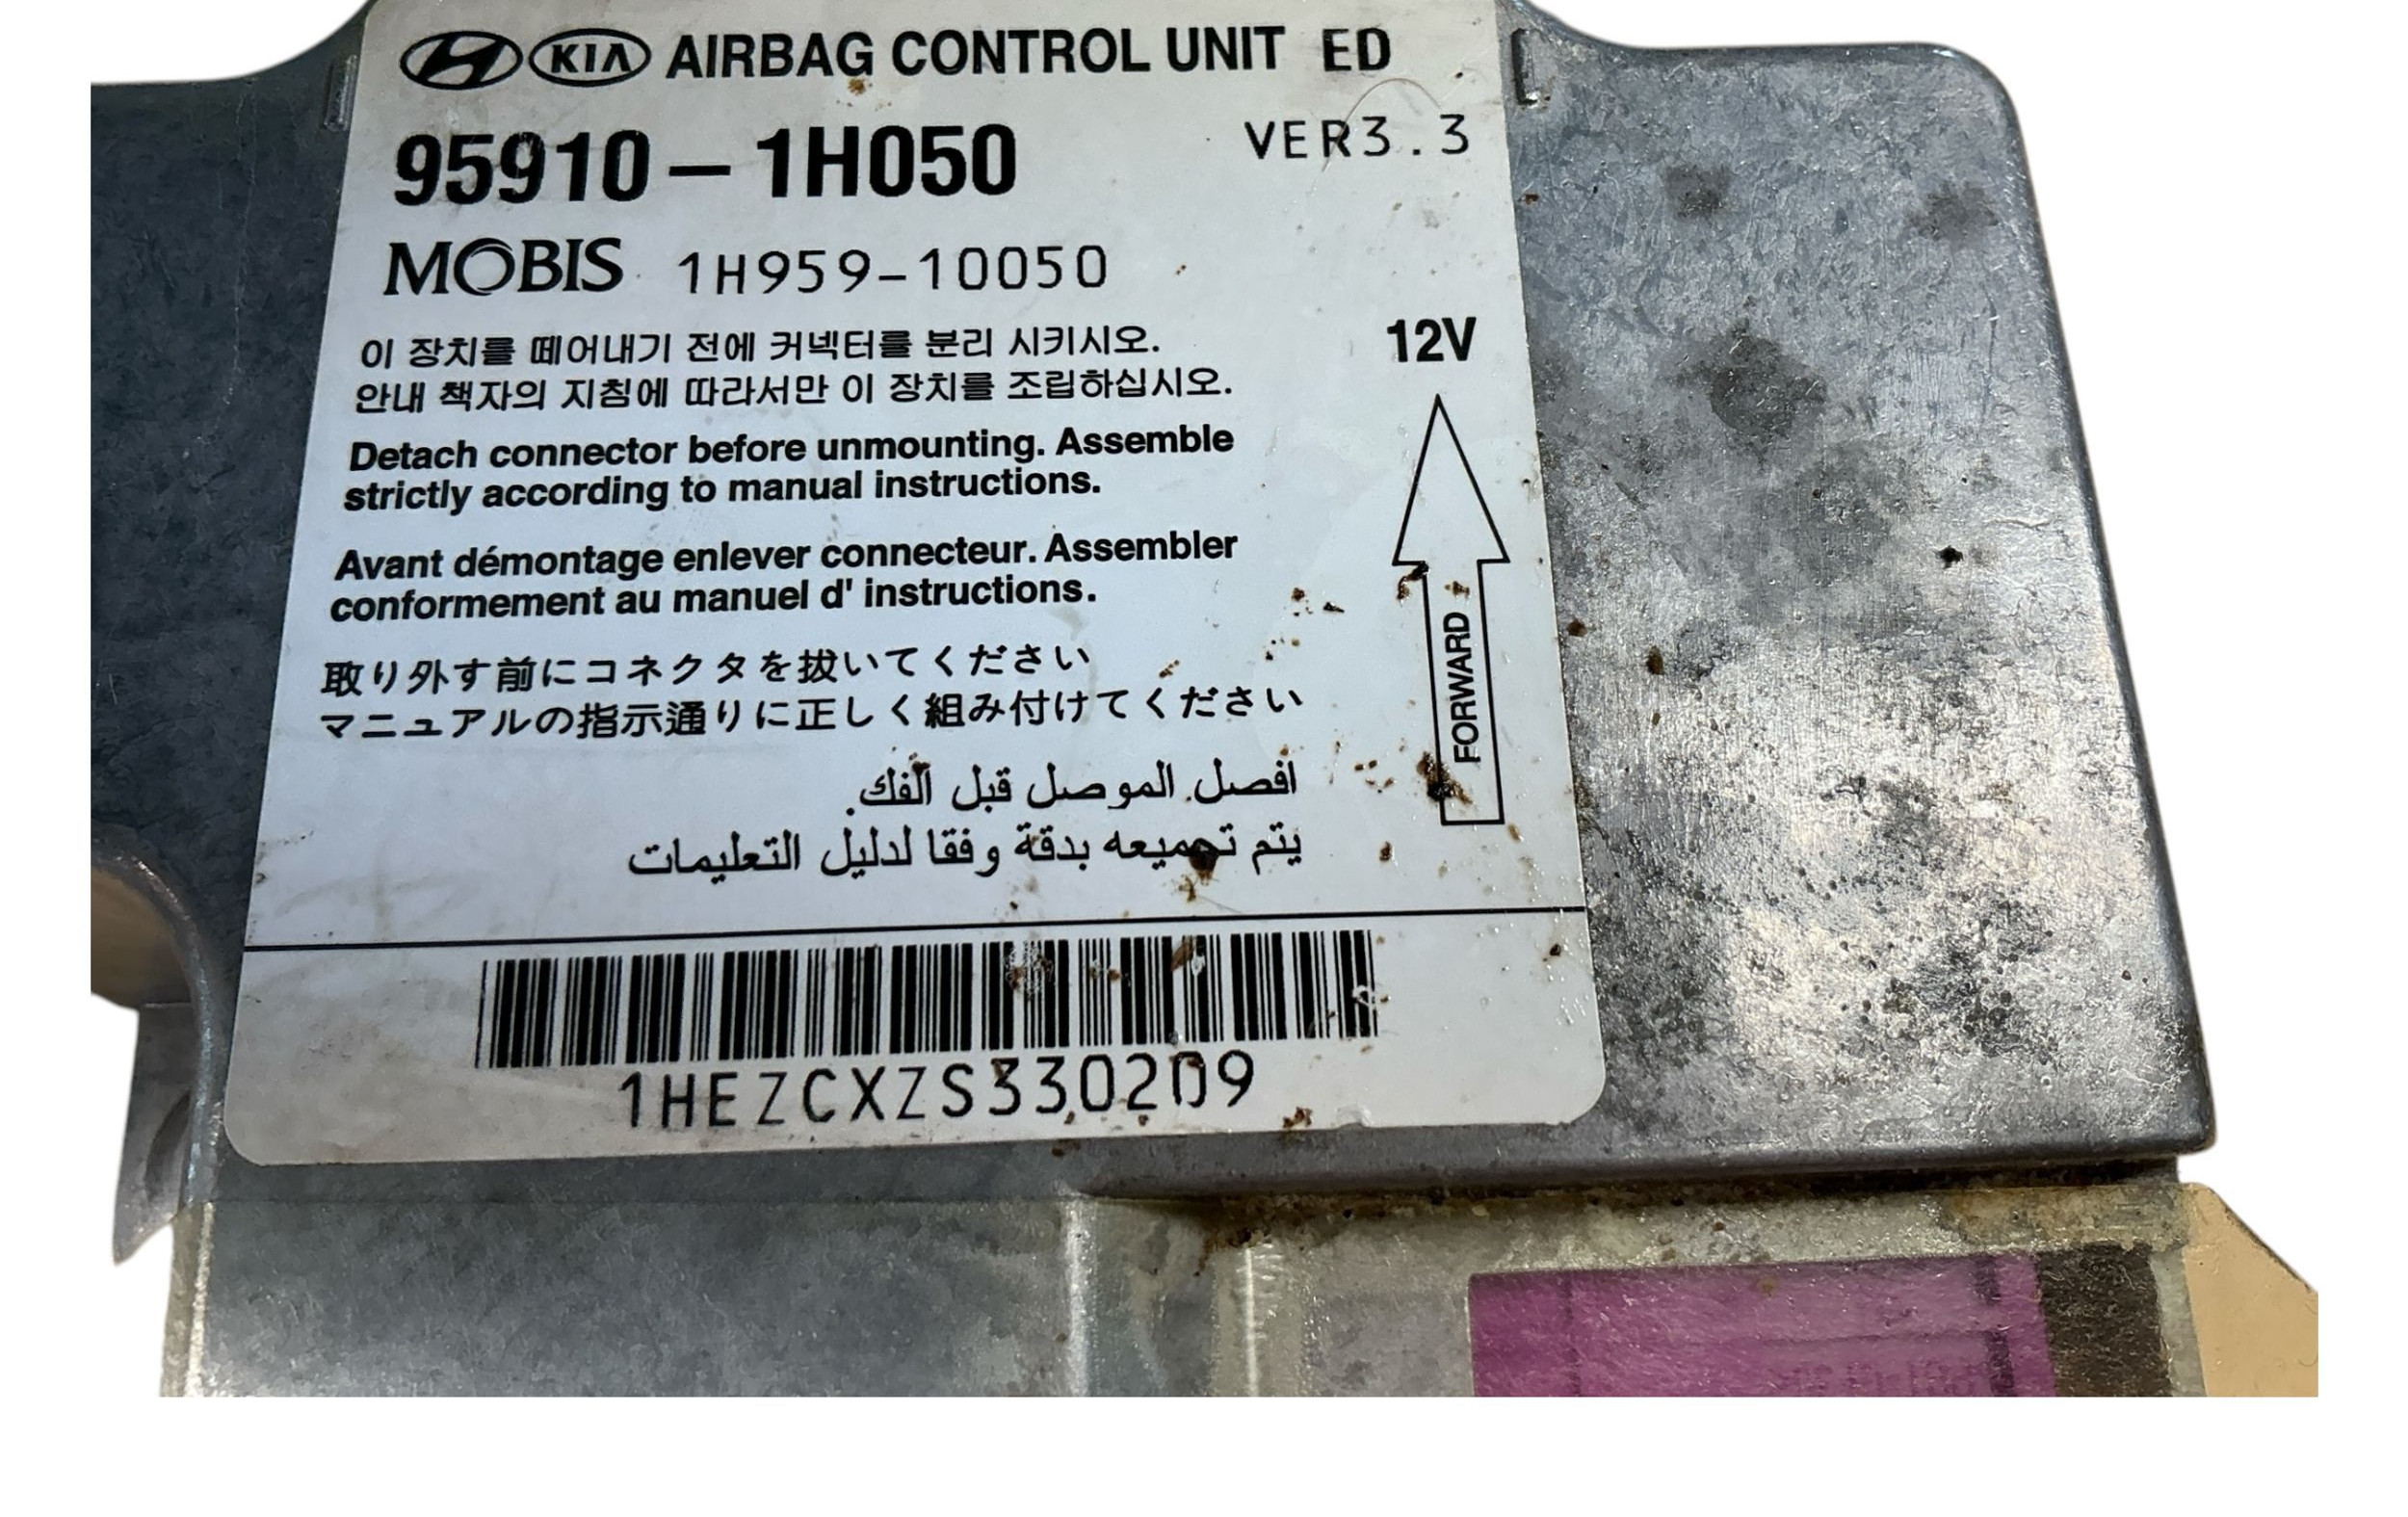 KIA AIRBAG CONTROL UNIT ED
95910-1H050 VER3.3
MOBIS 1H959-10050
이 장치를 떼어내기 전에 커넥터를 분리 시키시오.
안내 책자의 지침에 따라서만 이 장치를 조립하십시오.
12V
Detach connector before unmounting. Assemble
strictly according to manual instructions.
Avant démontage enlever connecteur. Assembler
conformement au manuel d' instructions.
FORWARD
取り外す前にコネクタを抜いてください
マニュアルの指示通りに正しく組み付けてください
افصل الموصل قبل الفك.
يتم تجميعه بدقة وفقا لدليل التعليمات
1HEZCXZS330209